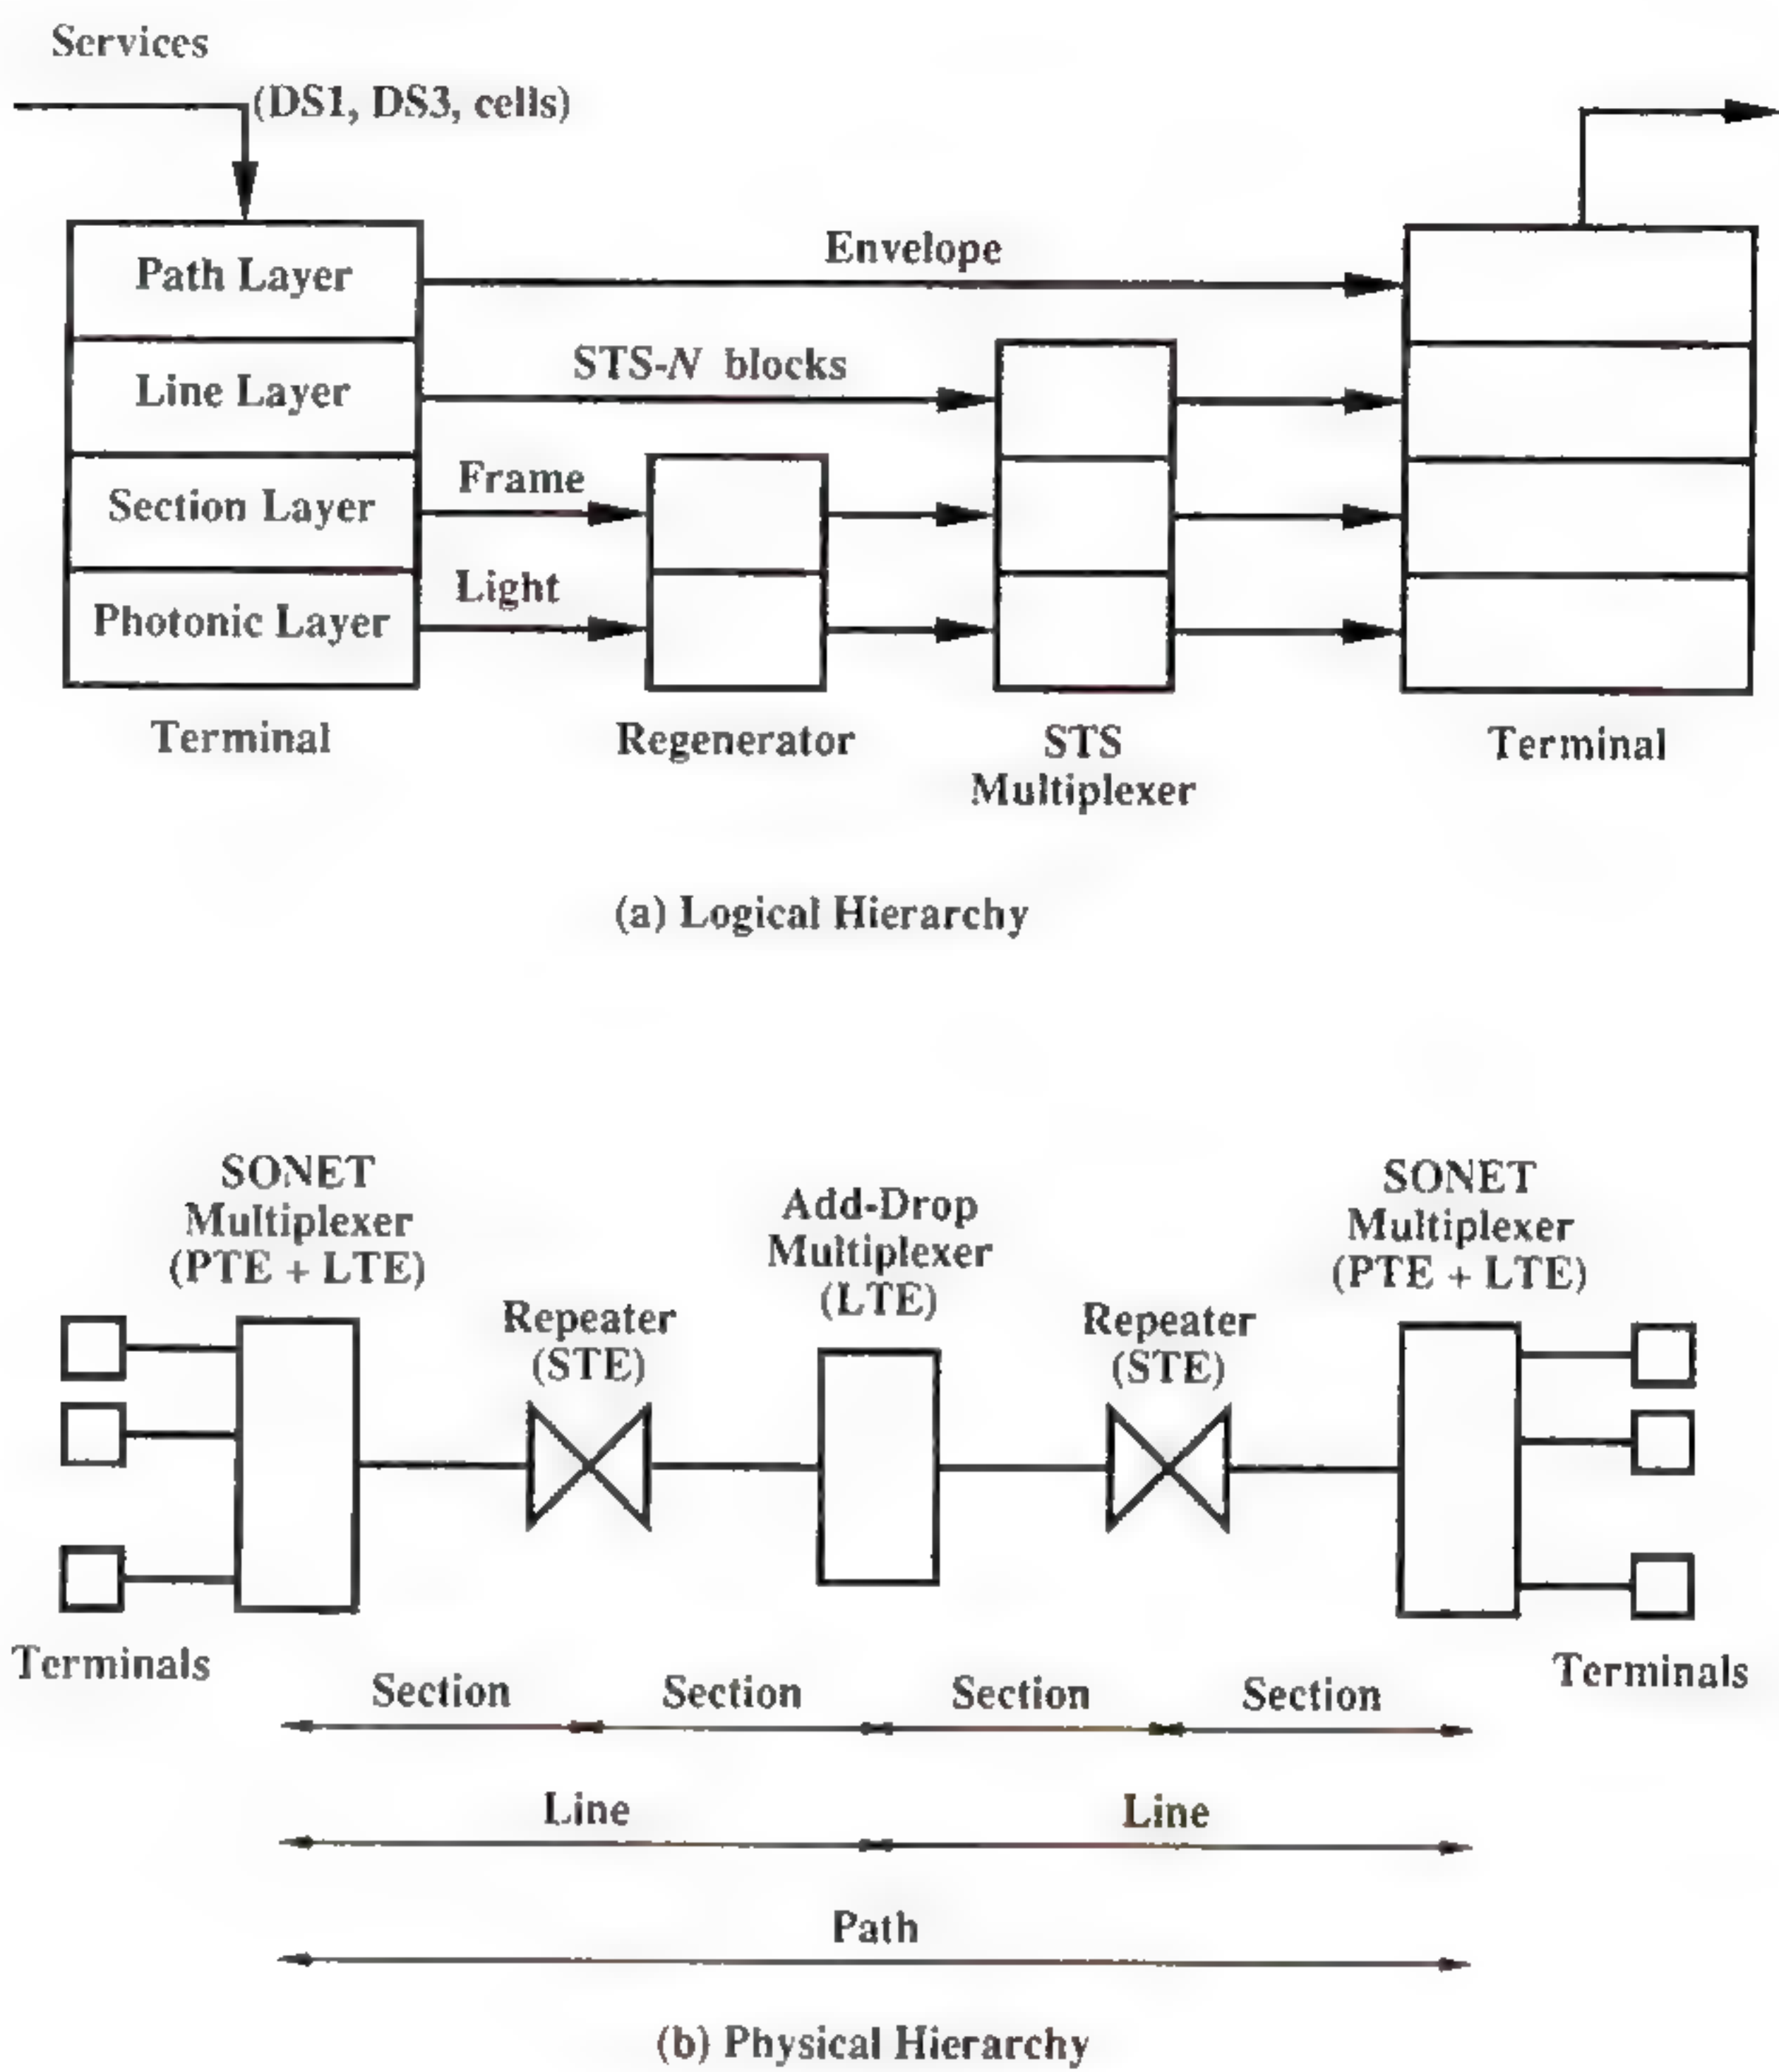 Services
(DS1, DS3, cells)
Envelope
Path Layer
STS-N blocks
Line Layer
Frame
Section Layer
Light
Photonic Layer
Terminal
Regenerator
STS
Multiplexer
Terminal
(a) Logical Hierarchy
SONET
Multiplexer
(PTE + LTE)
Repeater
(STE)
Add-Drop
Multiplexer
(LTE)
Repeater
(STE)
SONET
Multiplexer
(PTE + LTE)
Terminals
Terminals
Section
Section
Section
Section
Line
Line
Path
(b) Physical Hierarchy